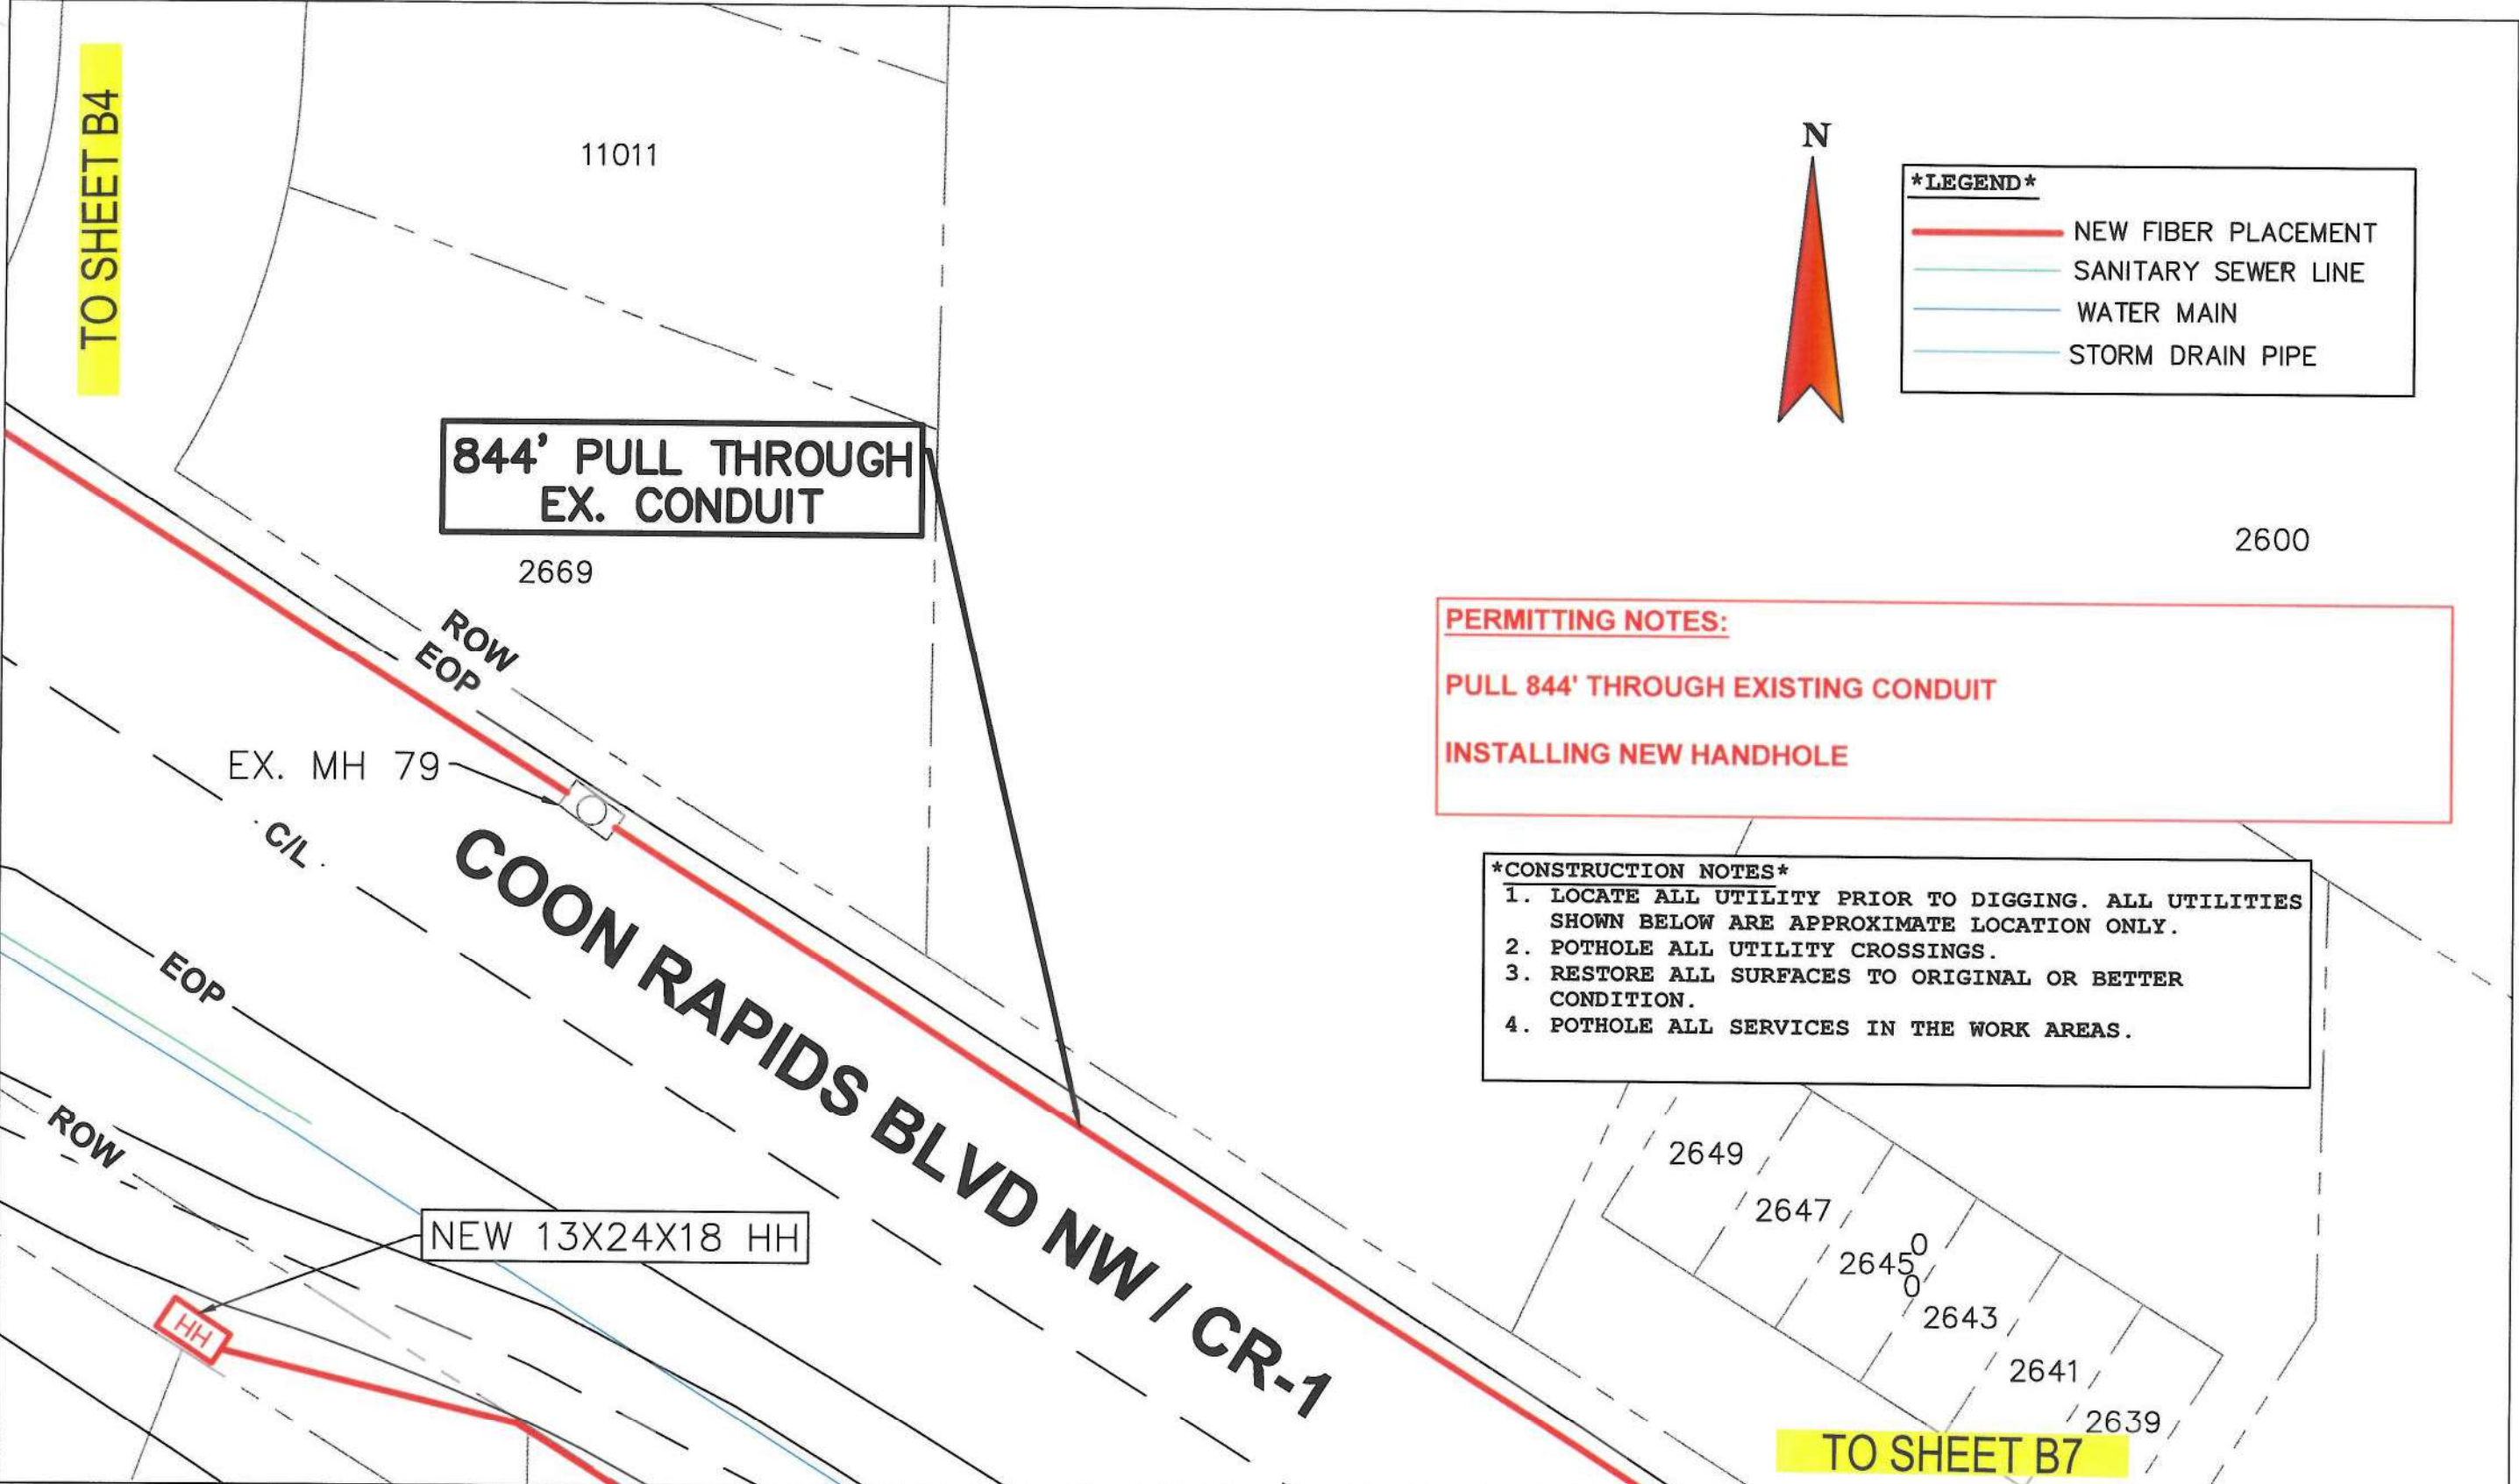 TO SHEET B4
11011
N
*LEGEND*
NEW FIBER PLACEMENT
SANITARY SEWER LINE
WATER MAIN
STORM DRAIN PIPE
844' PULL THROUGH
EX. CONDUIT
2669
2600
ROW
EOP
PERMITTING NOTES:
PULL 844' THROUGH EXISTING CONDUIT
INSTALLING NEW HANDHOLE
EX. MH 79
C/L
COON RAPIDS BLVD NW / CR-1
*CONSTRUCTION NOTES*
1. LOCATE ALL UTILITY PRIOR TO DIGGING. ALL UTILITIES
SHOWN BELOW ARE APPROXIMATE LOCATION ONLY.
2. POTHOLE ALL UTILITY CROSSINGS.
3. RESTORE ALL SURFACES TO ORIGINAL OR BETTER
CONDITION.
4. POTHOLE ALL SERVICES IN THE WORK AREAS.
EOP
ROW
NEW 13X24X18 HH
HH
2649
2647
2645
0
0
2643
2641
2639
TO SHEET B7